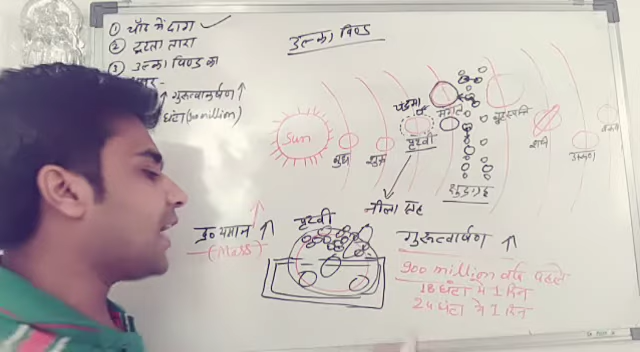 ① चाँद में दाग
② टूटता तारा
③ उल्का पिण्ड का
↑ गुरुत्वाकर्षण ↑
घंटा (900 million)
उल्का पिण्ड
Sun
बुध
शुक्र
चंद्रमा
पृथ्वी
मंगल
बृहस्पति
शनि
क्षुद्रग्रह
नीला ग्रह
द्रव्यमान ↑
(Mass)
पृथ्वी
गुरुत्वार्षण ↑
900 million वर्ष पहले
18 घंटा में 1 दिन
24 घंटा में 1 दिन